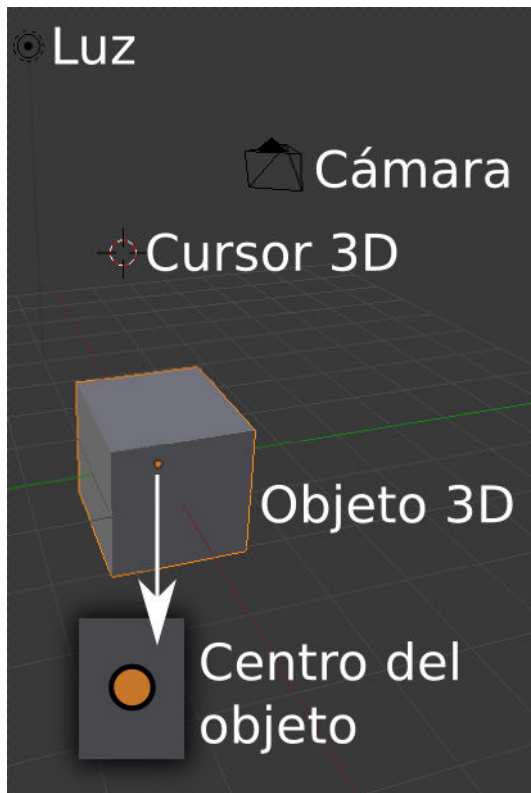 Luz
Cámara
Cursor 3D
Objeto 3D
Centro del
objeto